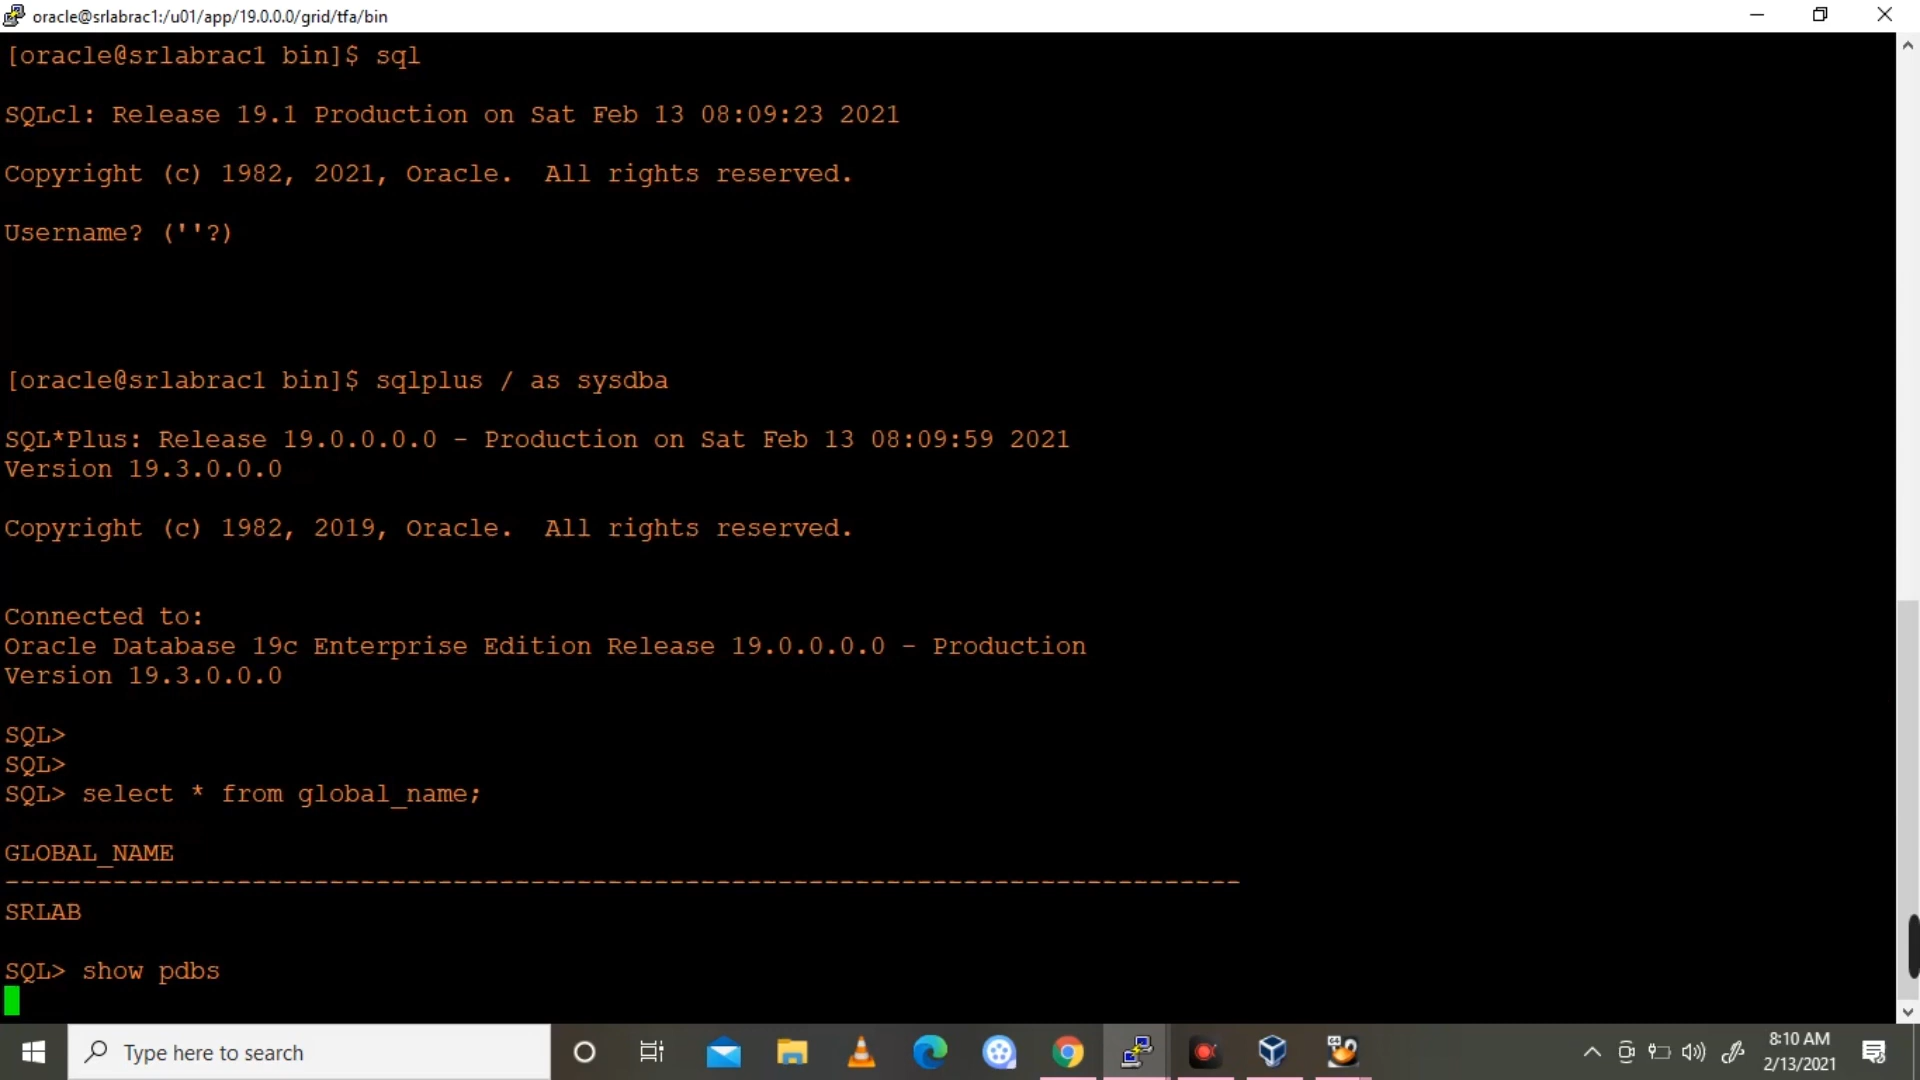 oracle@srlabrac1:/u01/app/19.0.0.0/grid/tfa/bin
[oracle@srlabrac1 bin]$ sql
SQLcl: Release 19.1 Production on Sat Feb 13 08:09:23 2021
Copyright (c) 1982, 2021, Oracle.  All rights reserved.
Username? (''?)
[oracle@srlabrac1 bin]$ sqlplus / as sysdba
SQL*Plus: Release 19.0.0.0.0 - Production on Sat Feb 13 08:09:59 2021
Version 19.3.0.0.0
Copyright (c) 1982, 2019, Oracle.  All rights reserved.
Connected to:
Oracle Database 19c Enterprise Edition Release 19.0.0.0.0 - Production
Version 19.3.0.0.0
SQL>
SQL>
SQL> select * from global_name;
GLOBAL_NAME
--------------------------------------------------------------------------------
SRLAB
SQL> show pdbs
Type here to search
8:10 AM
2/13/2021